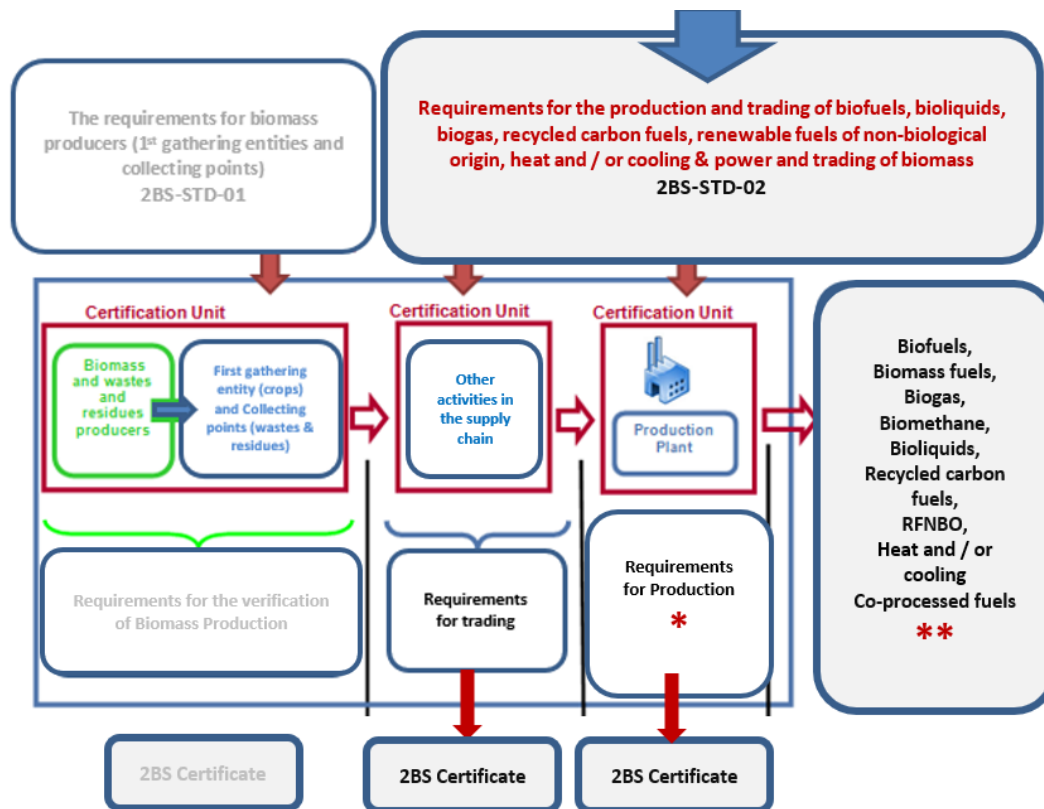 The requirements for biomass
producers (1st gathering entities and
collecting points)
2BS-STD-01
Requirements for the production and trading of biofuels, bioliquids,
biogas, recycled carbon fuels, renewable fuels of non-biological
origin, heat and / or cooling & power and trading of biomass
2BS-STD-02
Certification Unit
Biomass
and wastes
and
residues
producers
First gathering
entity (crops)
and Collecting
points (wastes &
residues)
Certification Unit
Other
activities in
the supply
chain
Certification Unit
Production
Plant
Biofuels,
Biomass fuels,
Biogas,
Biomethane,
Bioliquids,
Recycled carbon
fuels,
RFNBO,
Heat and / or
cooling
Co-processed fuels
**
Requirements for the verification
of Biomass Production
Requirements
for trading
Requirements
for Production
*
2BS Certificate
2BS Certificate
2BS Certificate